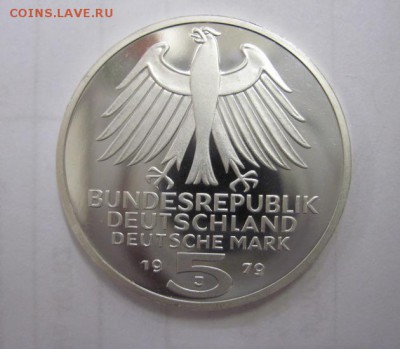 COINS.LAVE.RU
BUNDESREPUBLIK
DEUTSCHLAND
DEUTSCHE MARK
19 5 79
J